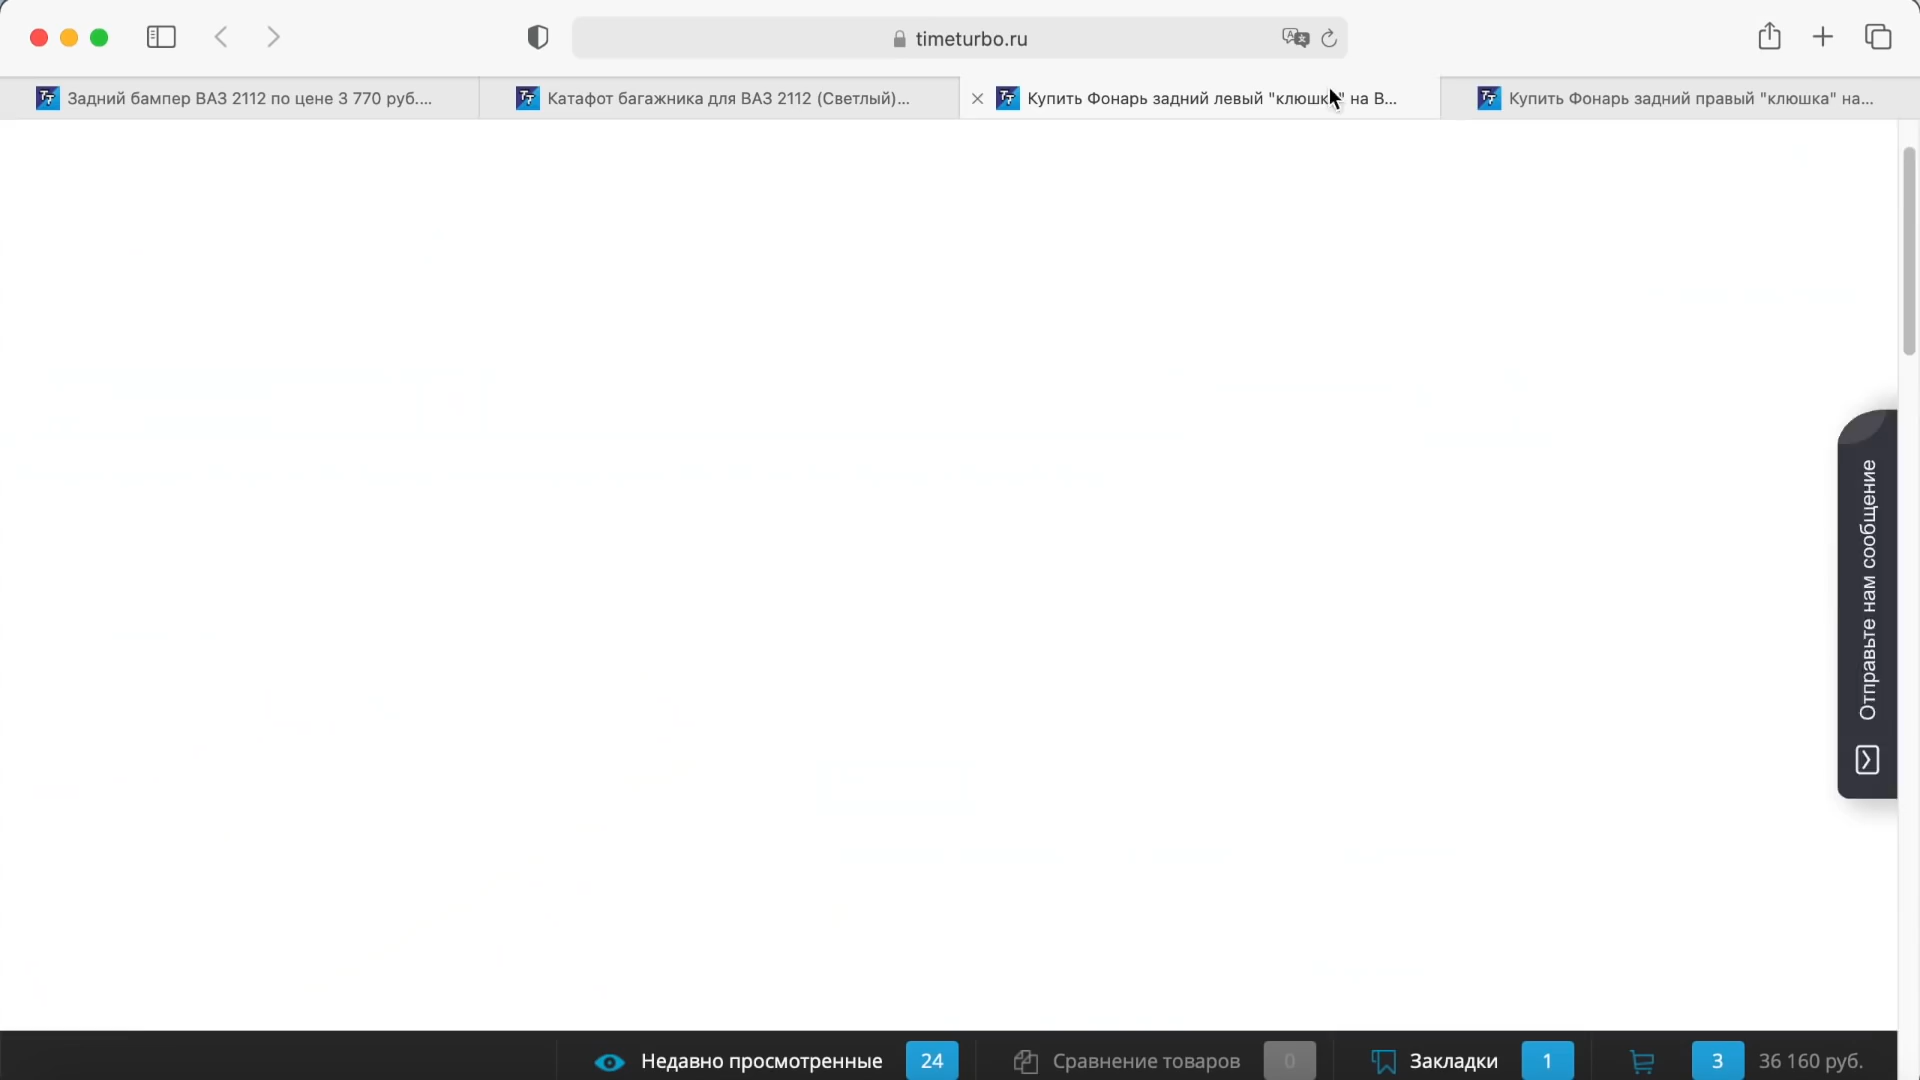 timeturbo.ru
Задний бампер ВАЗ 2112 по цене 3 770 руб....
Катафот багажника для ВАЗ 2112 (Светлый)...
Купить Фонарь задний левый "клюшка" на В...
Купить Фонарь задний правый "клюшка" на...
Отправьте нам сообщение
Недавно просмотренные 24
Сравнение товаров 0
Закладки 1
3 36 160 руб.